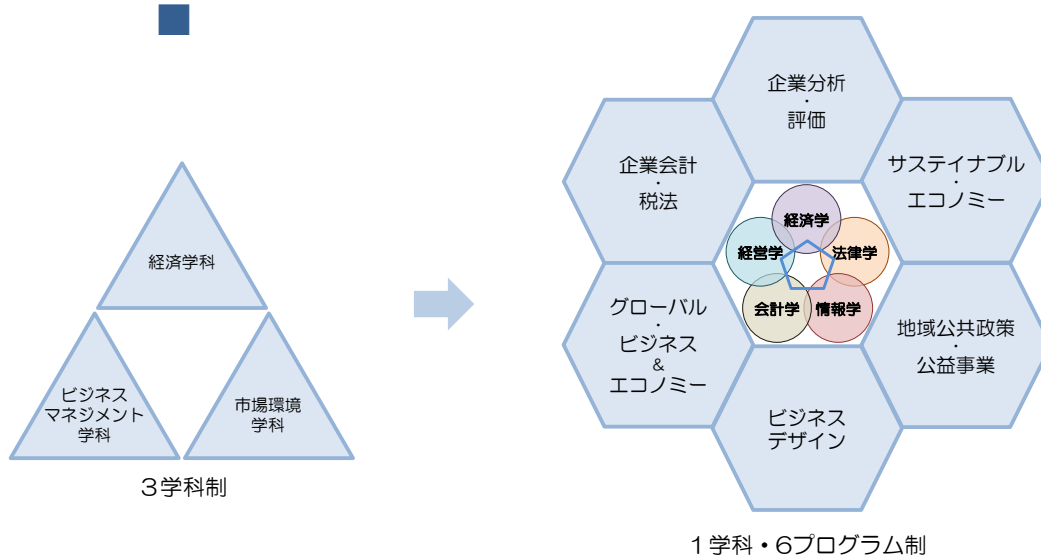 経済学科
ビジネス
マネジメント
学科
市場環境
学科
３学科制
企業分析
・
評価
サステイナブル
・
エコノミー
地域公共政策
・
公益事業
ビジネス
デザイン
グローバル
・
ビジネス
&
エコノミー
企業会計
・
税法
経済学
法律学
情報学
会計学
経営学
１学科・６プログラム制